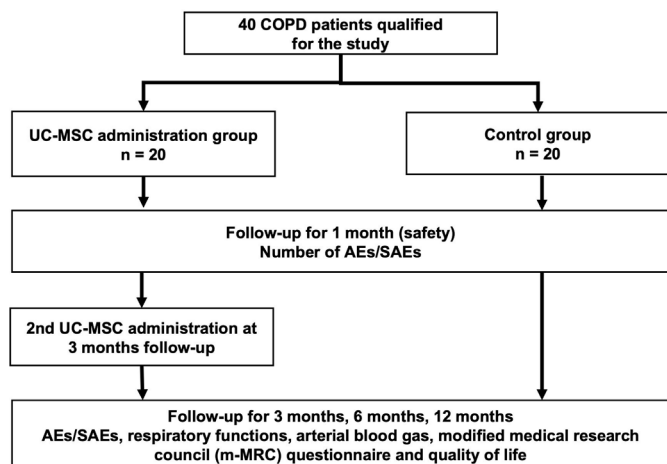 40 COPD patients qualified
for the study
UC-MSC administration group
n = 20
Control group
n = 20
Follow-up for 1 month (safety)
Number of AEs/SAEs
2nd UC-MSC administration at
3 months follow-up
Follow-up for 3 months, 6 months, 12 months
AEs/SAEs, respiratory functions, arterial blood gas, modified medical research
council (m-MRC) questionnaire and quality of life